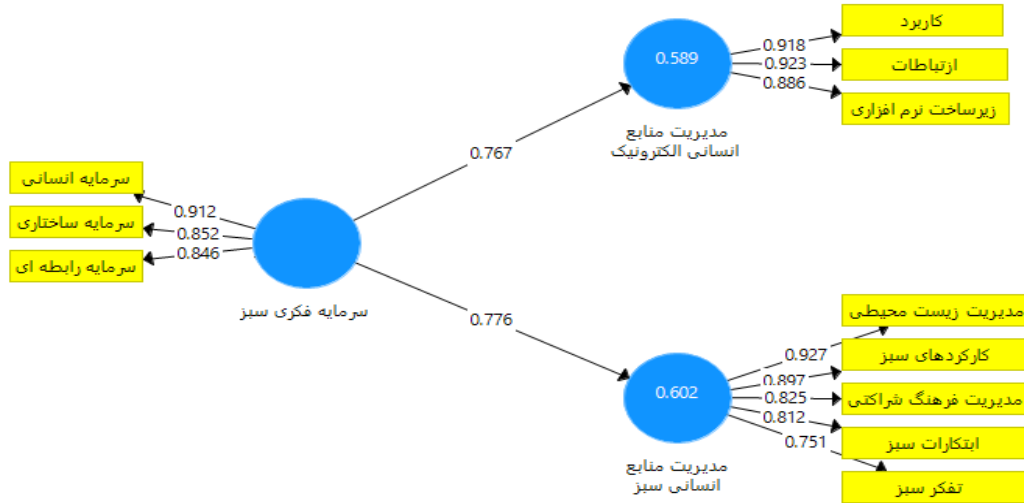 کاربرد
0.918
0.589
0.923
ازتباطات
0.886
زیرساخت نرم افزاری
مدیریت منابع
انسانی الکترونیک
0.767
سرمایه انسانی
0.912
سرمایه ساختاری
0.852
0.846
سرمایه رابطه ای
سرمایه فکری سبز
0.776
مدیریت زیست محیطی
0.927
کارکردهای سبز
0.897
0.602
0.825
مدیریت فرهنگ شراکتی
0.812
ابتکارات سبز
0.751
مدیریت منابع
انسانی سبز
تفکر سبز